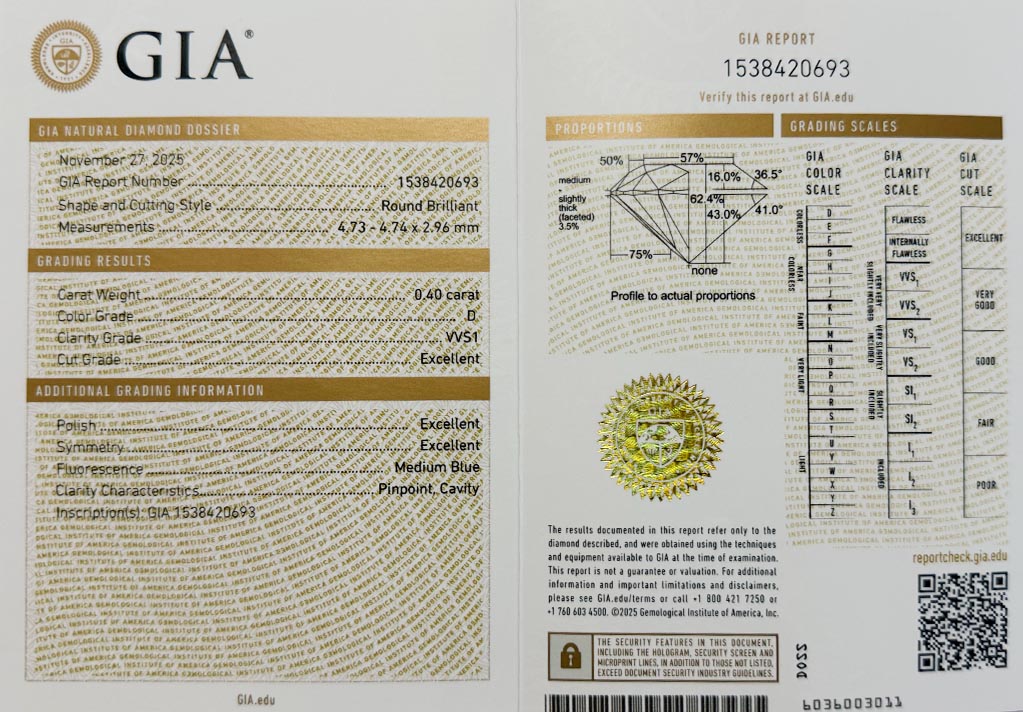 GIA®
GIA NATURAL DIAMOND DOSSIER
November 27, 2025
GIA Report Number 1538420693
Shape and Cutting Style Round Brilliant
Measurements 4.73 - 4.74 x 2.96 mm
GRADING RESULTS
Carat Weight 0.40 carat
Color Grade D
Clarity Grade VVS1
Cut Grade Excellent
ADDITIONAL GRADING INFORMATION
Polish Excellent
Symmetry Excellent
Fluorescence Medium Blue
Clarity Characteristics Pinpoint, Cavity
Inscription(s): GIA 1538420693
GIA.edu
GIA REPORT
1538420693
Verify this report at GIA.edu
PROPORTIONS
50%
57%
16.0%
36.5°
medium
-
slightly
thick
(faceted)
3.5%
62.4%
43.0%
41.0°
75%
none
Profile to actual proportions
GRADING SCALES
GIA
COLOR
SCALE
COLORLESS
NEAR COLORLESS
FAINT
VERY LIGHT
LIGHT
D
E
F
G
H
I
J
K
L
M
N
O
P
Q
R
S
T
U
V
W
X
Y
Z
GIA
CLARITY
SCALE
FLAWLESS
INTERNALLY
FLAWLESS
VERY VERY SLIGHTLY INCLUDED
VVS1
VVS2
VERY SLIGHTLY INCLUDED
VS1
VS2
SLIGHTLY INCLUDED
SI1
SI2
INCLUDED
I1
I2
I3
GIA
CUT
SCALE
EXCELLENT
VERY
GOOD
GOOD
FAIR
POOR
GIA
The results documented in this report refer only to the
diamond described, and were obtained using the techniques
and equipment available to GIA at the time of examination.
This report is not a guarantee or valuation. For additional
information and important limitations and disclaimers,
please see GIA.edu/terms or call +1 800 421 7250 or
+1 760 603 4500. ©2025 Gemological Institute of America, Inc.
THE SECURITY FEATURES IN THIS DOCUMENT,
INCLUDING THE HOLOGRAM, SECURITY SCREEN AND
MICROPRINT LINES, IN ADDITION TO THOSE NOT LISTED,
EXCEED DOCUMENT SECURITY INDUSTRY GUIDELINES.
DOSS
reportcheck.gia.edu
6036003011